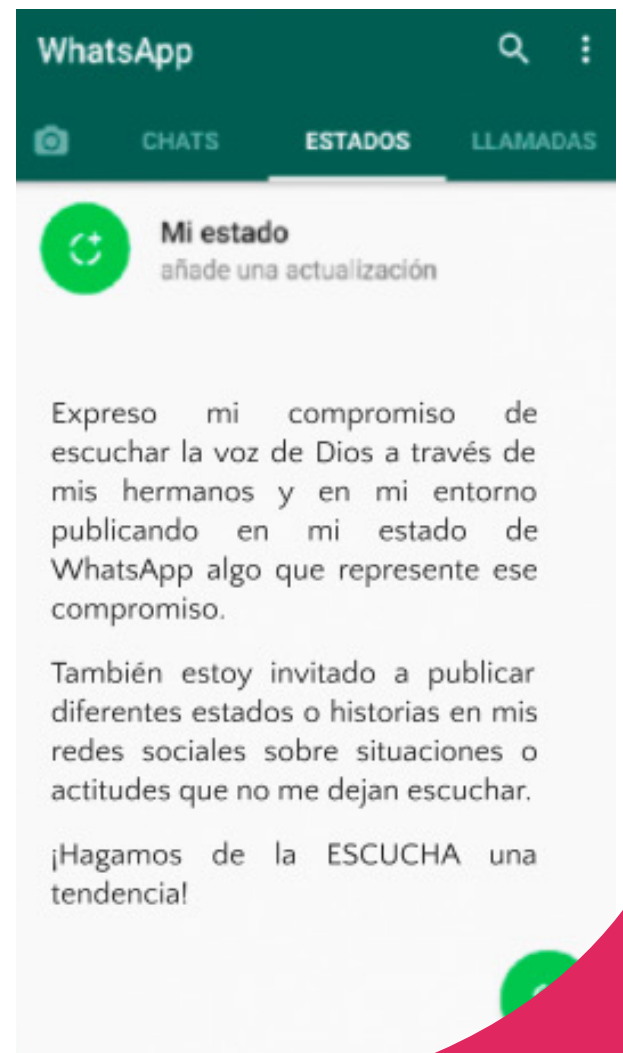 WhatsApp
CHATS ESTADOS LLAMADAS
Mi estado
añade una actualización
Expreso mi compromiso de
escuchar la voz de Dios a través de
mis hermanos y en mi entorno
publicando en mi estado de
WhatsApp algo que represente ese
compromiso.
También estoy invitado a publicar
diferentes estados o historias en mis
redes sociales sobre situaciones o
actitudes que no me dejan escuchar.
¡Hagamos de la ESCUCHA una
tendencia!